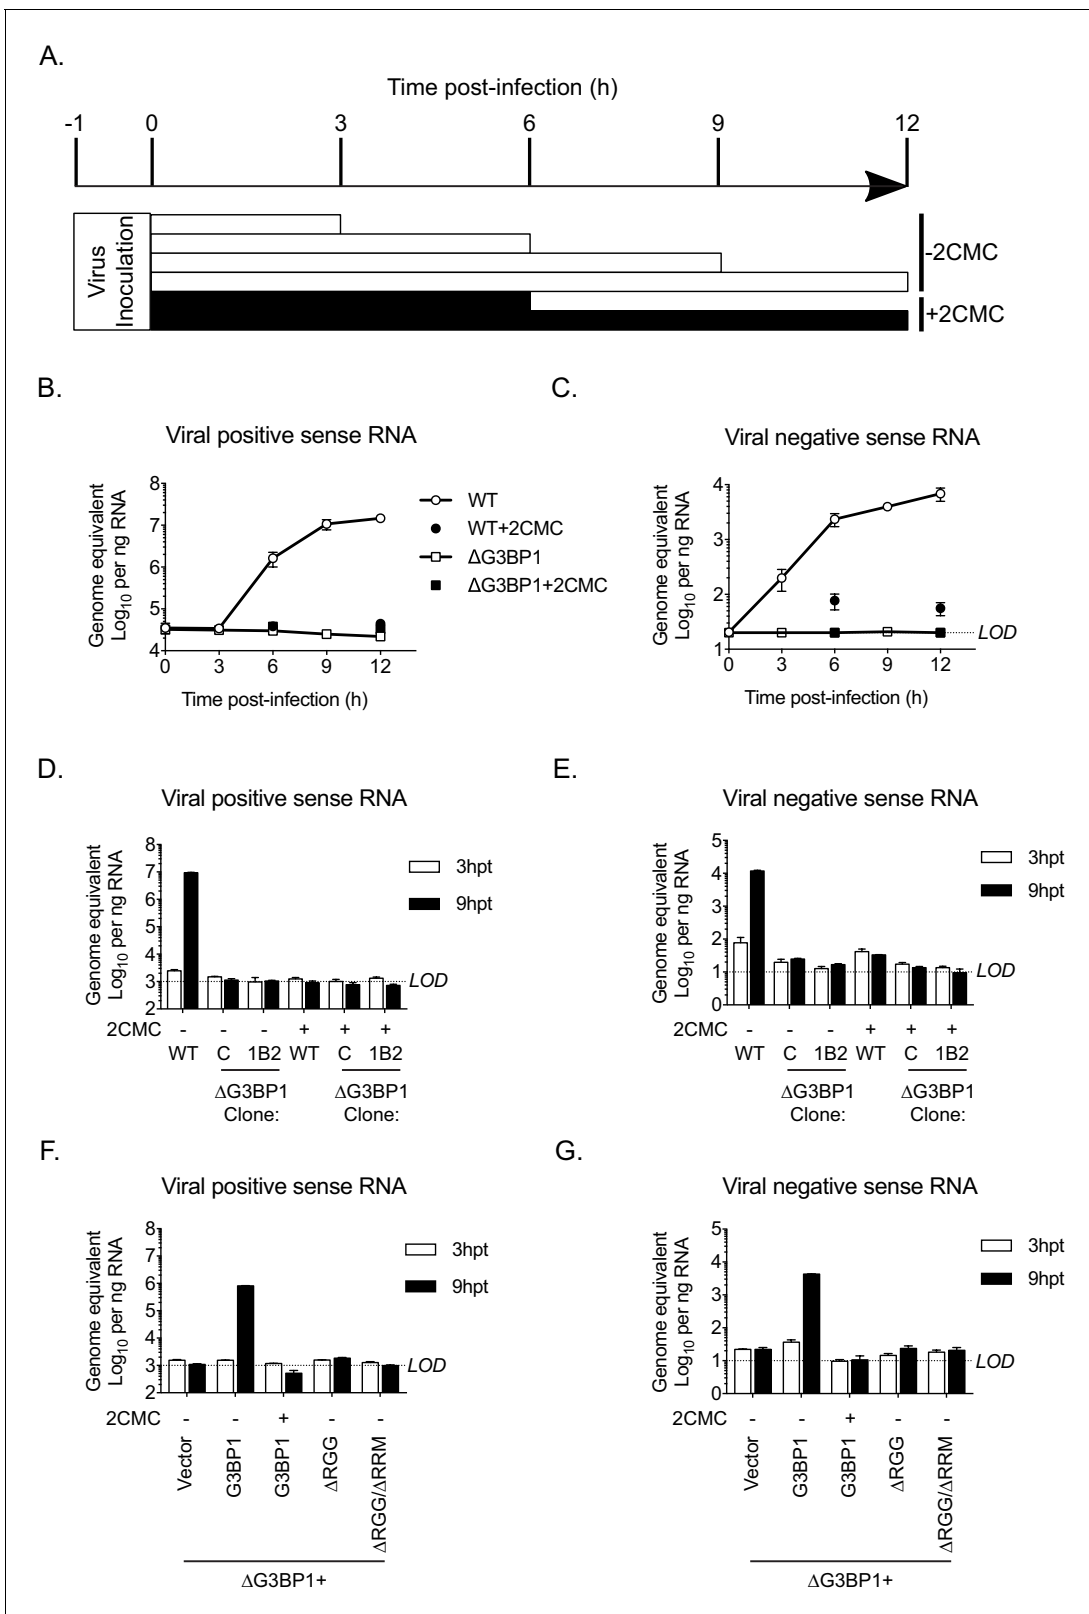 A.
Time post-infection (h)
-1 0 3 6 9 12
Virus
Inoculation
-2CMC
+2CMC
B.
Viral positive sense RNA
Genome equivalent
Log10 per ng RNA
8
7
6
5
4
0 3 6 9 12
Time post-infection (h)
WT
WT+2CMC
ΔG3BP1
ΔG3BP1+2CMC
C.
Viral negative sense RNA
Genome equivalent
Log10 per ng RNA
4
3
2
1
LOD
0 3 6 9 12
Time post-infection (h)
D.
Viral positive sense RNA
Genome equivalent
Log10 per ng RNA
8
7
6
5
4
3
2
LOD
3hpt
9hpt
2CMC - - - + + +
WT C 1B2 WT C 1B2
ΔG3BP1 ΔG3BP1
Clone: Clone:
E.
Viral negative sense RNA
Genome equivalent
Log10 per ng RNA
5
4
3
2
1
0
LOD
3hpt
9hpt
2CMC - - - + + +
WT C 1B2 WT C 1B2
ΔG3BP1 ΔG3BP1
Clone: Clone:
F.
Viral positive sense RNA
Genome equivalent
Log10 per ng RNA
8
7
6
5
4
3
2
LOD
3hpt
9hpt
2CMC - - + - -
Vector
G3BP1
G3BP1
ΔRGG
ΔRGG/ΔRRM
ΔG3BP1+
G.
Viral negative sense RNA
Genome equivalent
Log10 per ng RNA
5
4
3
2
1
0
LOD
3hpt
9hpt
2CMC - - + - -
Vector
G3BP1
G3BP1
ΔRGG
ΔRGG/ΔRRM
ΔG3BP1+